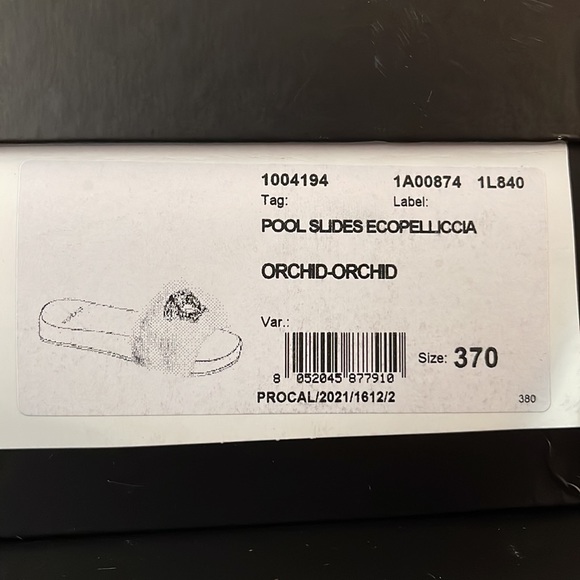 1004194 1A00874 1L840
Tag: Label:
POOL SLIDES ECOPELLICCIA
ORCHID-ORCHID
Var.:
Size: 370
8 052045 877910
PROCAL/2021/1612/2
380